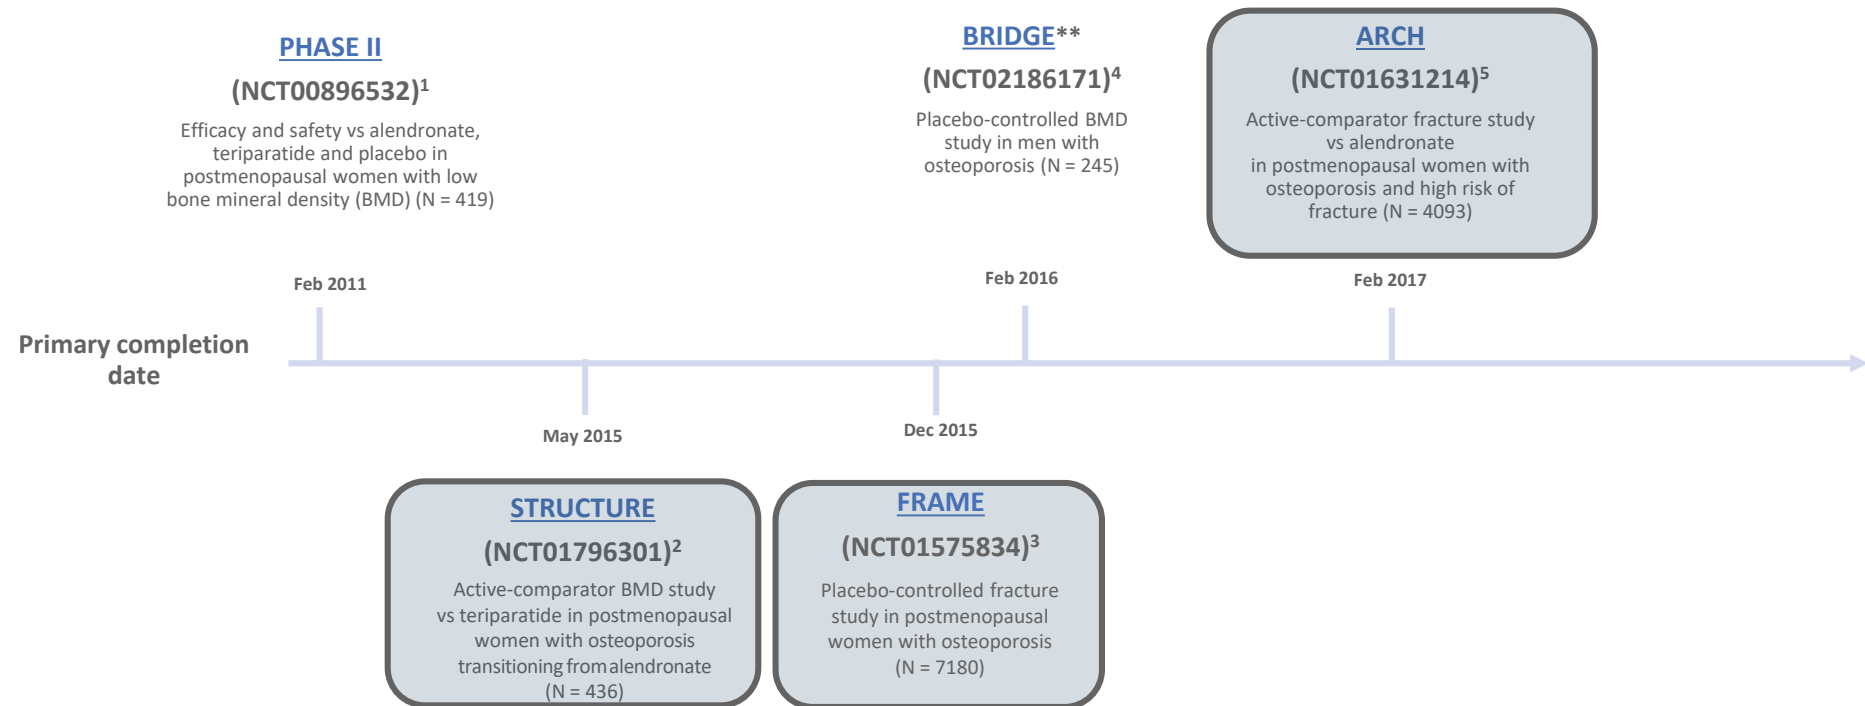 PHASE II
(NCT00896532)1
Efficacy and safety vs alendronate,
teriparatide and placebo in
postmenopausal women with low
bone mineral density (BMD) (N = 419)
BRIDGE**
(NCT02186171)4
Placebo-controlled BMD
study in men with
osteoporosis (N = 245)
ARCH
(NCT01631214)5
Active-comparator fracture study
vs alendronate
in postmenopausal women with
osteoporosis and high risk of
fracture (N = 4093)
Feb 2011
Feb 2016
Feb 2017
Primary completion
date
May 2015
Dec 2015
STRUCTURE
(NCT01796301)2
Active-comparator BMD study
vs teriparatide in postmenopausal
women with osteoporosis
transitioning from alendronate
(N = 436)
FRAME
(NCT01575834)3
Placebo-controlled fracture
study in postmenopausal
women with osteoporosis
(N = 7180)